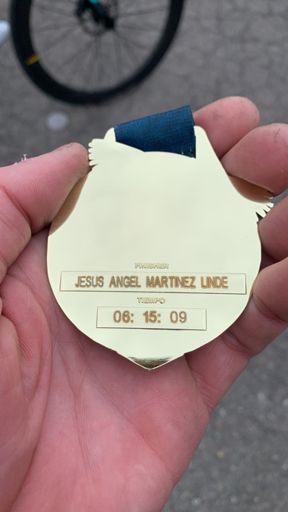 FINISHER
JESUS ANGEL MARTINEZ LINDE
TIEMPO
06: 15: 09